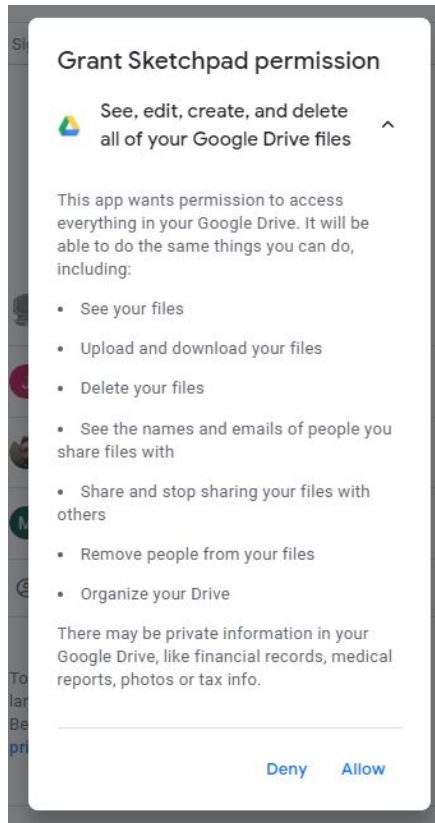 Grant Sketchpad permission
See, edit, create, and delete
all of your Google Drive files
This app wants permission to access
everything in your Google Drive. It will be
able to do the same things you can do,
including:
• See your files
• Upload and download your files
• Delete your files
• See the names and emails of people you
share files with
• Share and stop sharing your files with
others
• Remove people from your files
• Organize your Drive
There may be private information in your
Google Drive, like financial records, medical
reports, photos or tax info.
Deny Allow